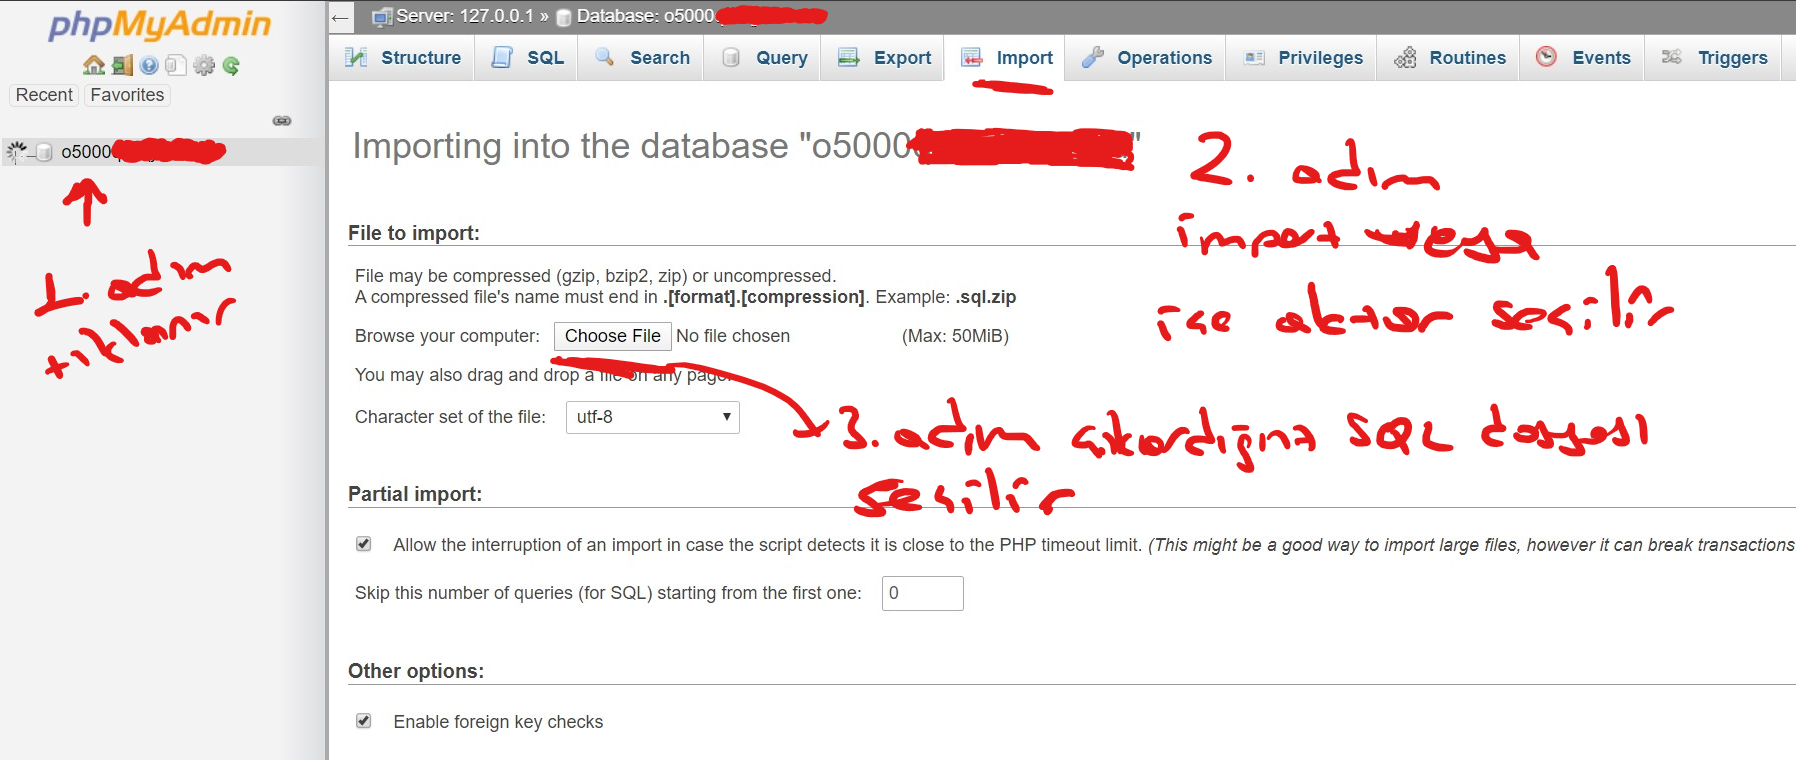 phpMyAdmin
Recent Favorites
o5000
Server: 127.0.0.1 » Database: o5000
Structure SQL Search Query Export Import Operations Privileges Routines Events Triggers
Importing into the database "o5000 "
1. adım
tıklanır
2. adım
import veya
içe aktar seçilir
File to import:
File may be compressed (gzip, bzip2, zip) or uncompressed.
A compressed file's name must end in .[format].[compression]. Example: .sql.zip
Browse your computer: Choose File No file chosen (Max: 50MiB)
You may also drag and drop a file on any page.
Character set of the file: utf-8
3. adım çıkardığınız SQL dosyası
seçilir
Partial import:
Allow the interruption of an import in case the script detects it is close to the PHP timeout limit. (This might be a good way to import large files, however it can break transactions
Skip this number of queries (for SQL) starting from the first one: 0
Other options:
Enable foreign key checks